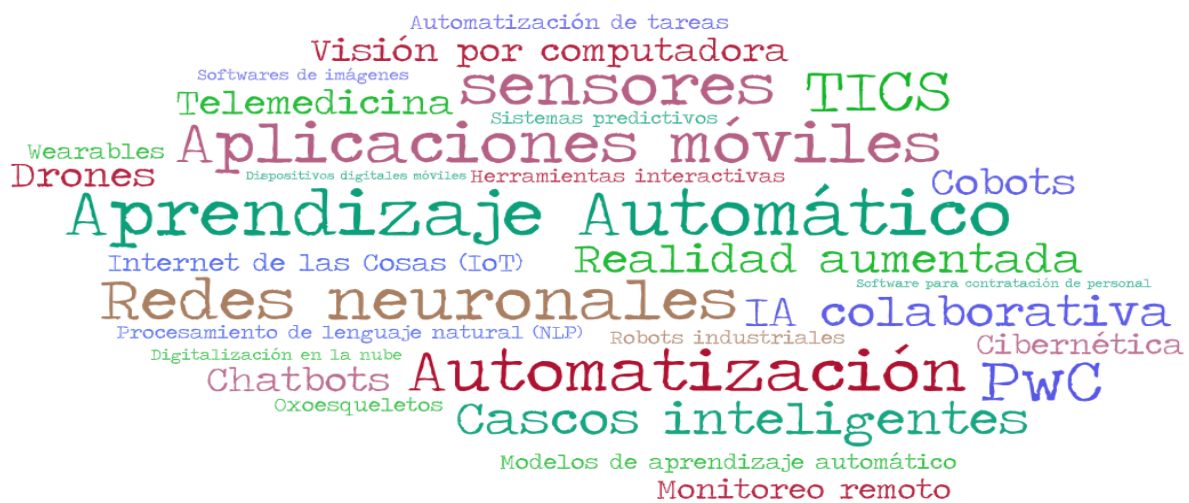 Automatización de tareas
Visión por computadora
Softwares de imágenes
sensores
TICS
Telemedicina
Sistemas predictivos
Aplicaciones móviles
Wearables
Drones
Dispositivos digitales móviles
Herramientas interactivas
Cobots
Aprendizaje Automático
Internet de las Cosas (IoT)
Realidad aumentada
Software para contratación de personal
Redes neuronales
IA colaborativa
Procesamiento de lenguaje natural (NLP)
Robots industriales
Cibernética
Digitalización en la nube
Chatbots
Automatización
PwC
Oxoesqueletos
Cascos inteligentes
Modelos de aprendizaje automático
Monitoreo remoto